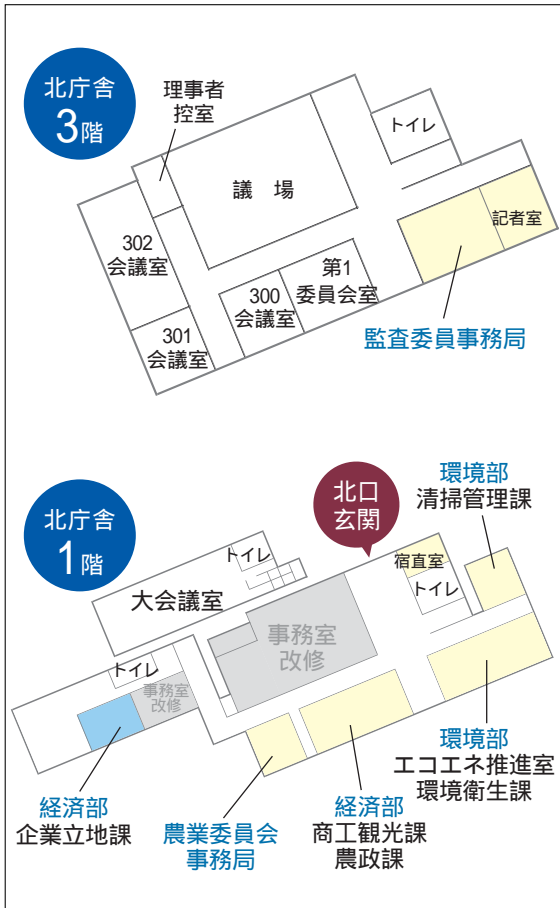 北庁舎
3階
理事者
控室
トイレ
議 場
記者室
302
会議室
第1
委員会室
300
会議室
301
会議室
監査委員事務局
北庁舎
1階
北口
玄関
環境部
清掃管理課
トイレ
宿直室
トイレ
大会議室
事務室
改修
トイレ
事務室
改修
環境部
エコエネ推進室
環境衛生課
経済部
企業立地課
農業委員会
事務局
経済部
商工観光課
農政課